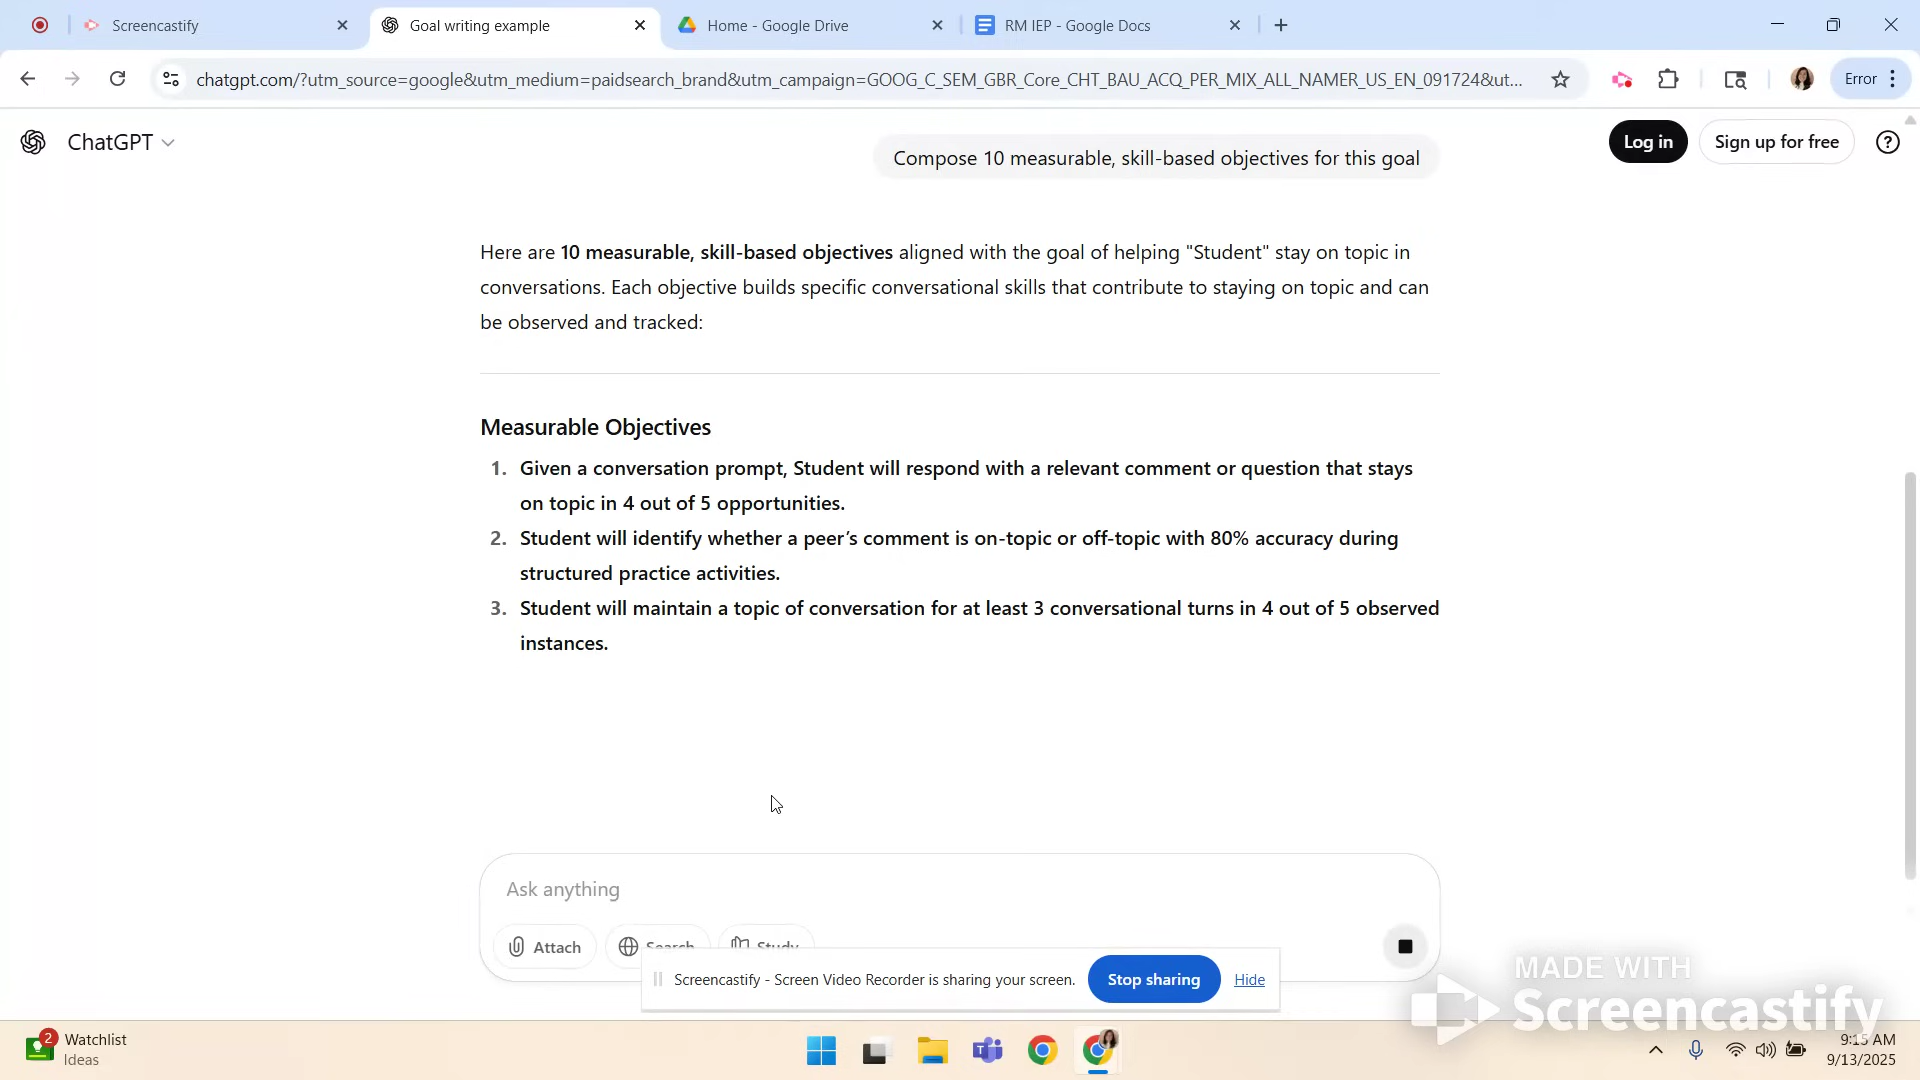 Screencastify
Goal writing example
Home - Google Drive
RM IEP - Google Docs
chatgpt.com/?utm_source=google&utm_medium=paidsearch_brand&utm_campaign=GOOG_C_SEM_GBR_Core_CHT_BAU_ACQ_PER_MIX_ALL_NAMER_US_EN_091724&ut...
Error
ChatGPT
Compose 10 measurable, skill-based objectives for this goal
Log in
Sign up for free
Here are 10 measurable, skill-based objectives aligned with the goal of helping "Student" stay on topic in
conversations. Each objective builds specific conversational skills that contribute to staying on topic and can
be observed and tracked:
Measurable Objectives
1. Given a conversation prompt, Student will respond with a relevant comment or question that stays
on topic in 4 out of 5 opportunities.
2. Student will identify whether a peer’s comment is on-topic or off-topic with 80% accuracy during
structured practice activities.
3. Student will maintain a topic of conversation for at least 3 conversational turns in 4 out of 5 observed
instances.
Ask anything
Attach
Search
Study
Screencastify - Screen Video Recorder is sharing your screen.
Stop sharing
Hide
MADE WITH
Screencastify
2
Watchlist
Ideas
9:15 AM
9/13/2025